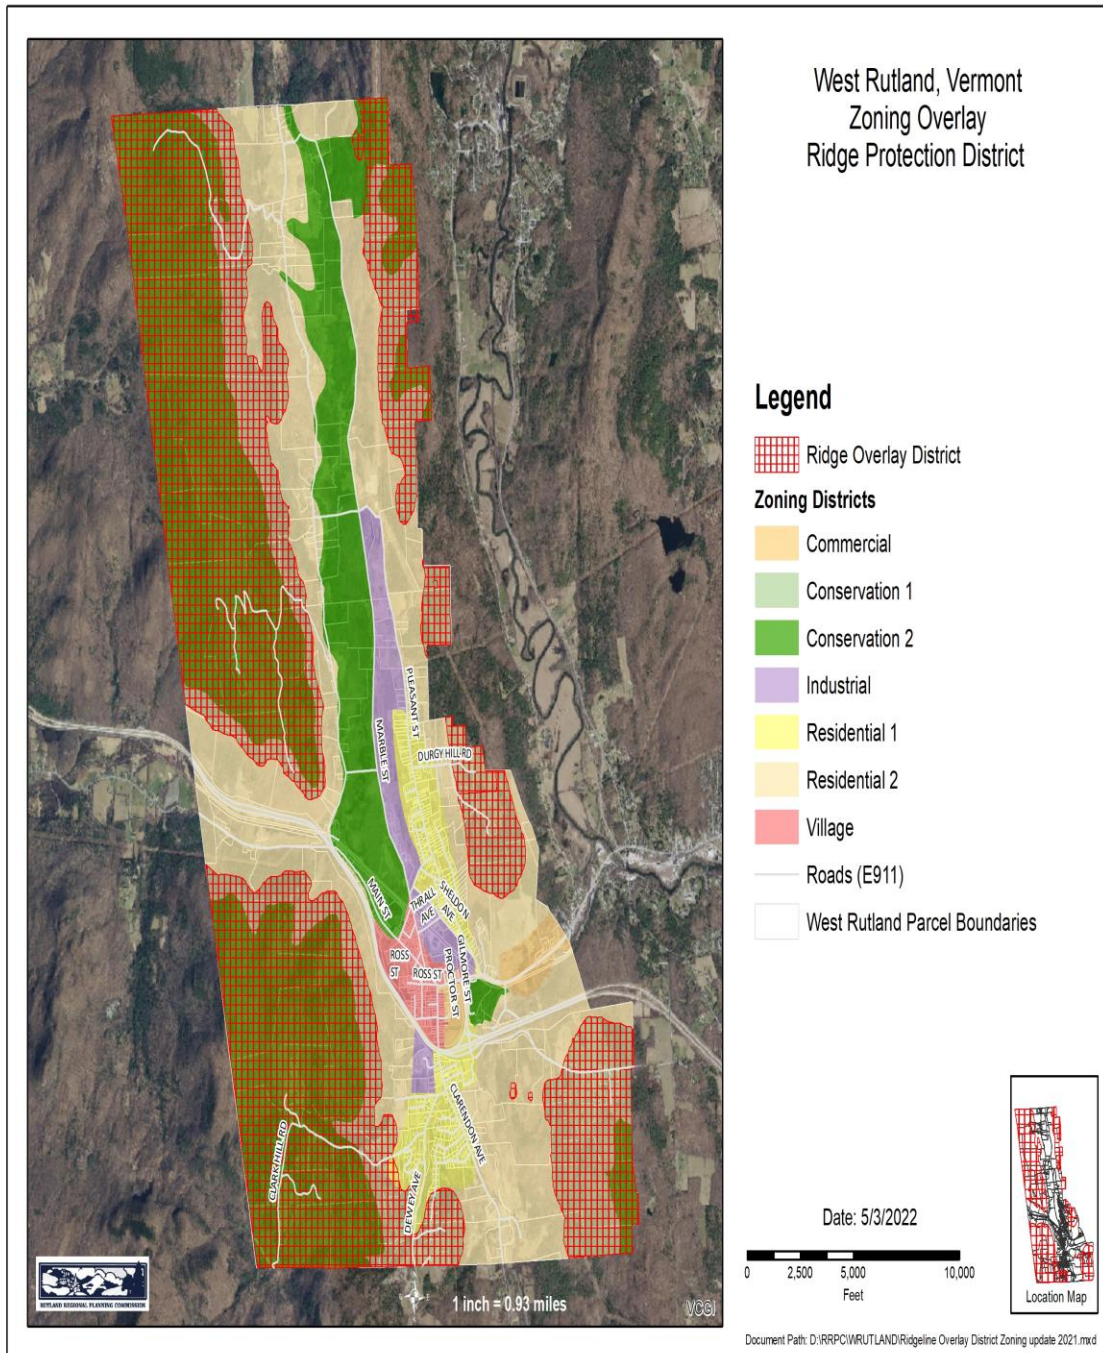 West Rutland, Vermont
Zoning Overlay
Ridge Protection District
Legend
Ridge Overlay District
Zoning Districts
Commercial
Conservation 1
Conservation 2
Industrial
Residential 1
Residential 2
Village
Roads (E911)
West Rutland Parcel Boundaries
PLEASANT ST
MARBLE ST
DURGY HILL RD
MAIN ST
THRALL
AVE
SHELDON
AVE
GILMORE ST
PROCTOR ST
ROSS
ST
ROSS ST
CLARENDON AVE
CLARK HILL RD
DEWEY AVE
Date: 5/3/2022
0 2,500 5,000 10,000
Feet
Location Map
RUTLAND REGIONAL PLANNING COMMISSION
1 inch = 0.93 miles
VCGI
Document Path: D:\RRPC\WRUTLAND\Ridgeline Overlay District Zoning update 2021.mxd